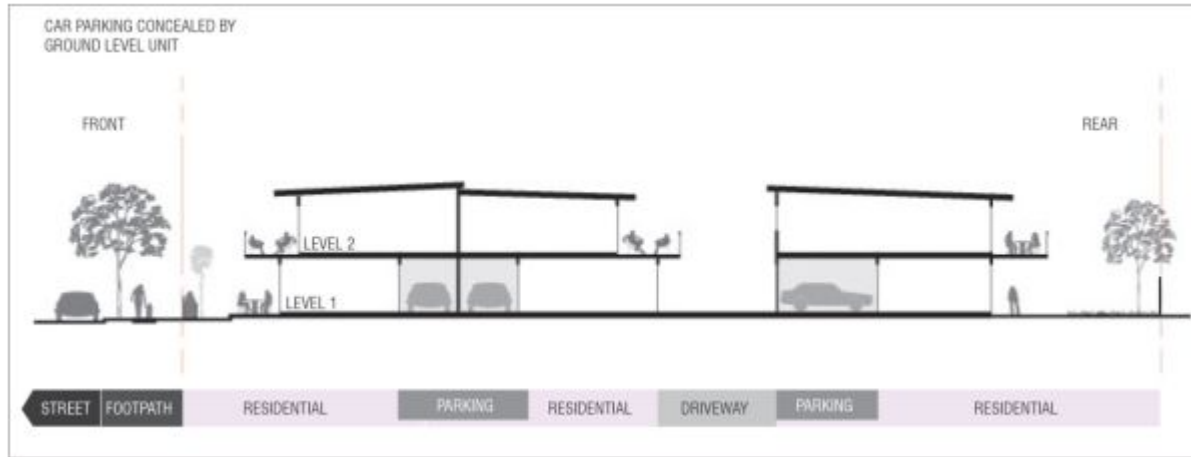 CAR PARKING CONCEALED BY
GROUND LEVEL UNIT
FRONT
REAR
LEVEL 2
LEVEL 1
STREET
FOOTPATH
RESIDENTIAL
PARKING
RESIDENTIAL
DRIVEWAY
PARKING
RESIDENTIAL